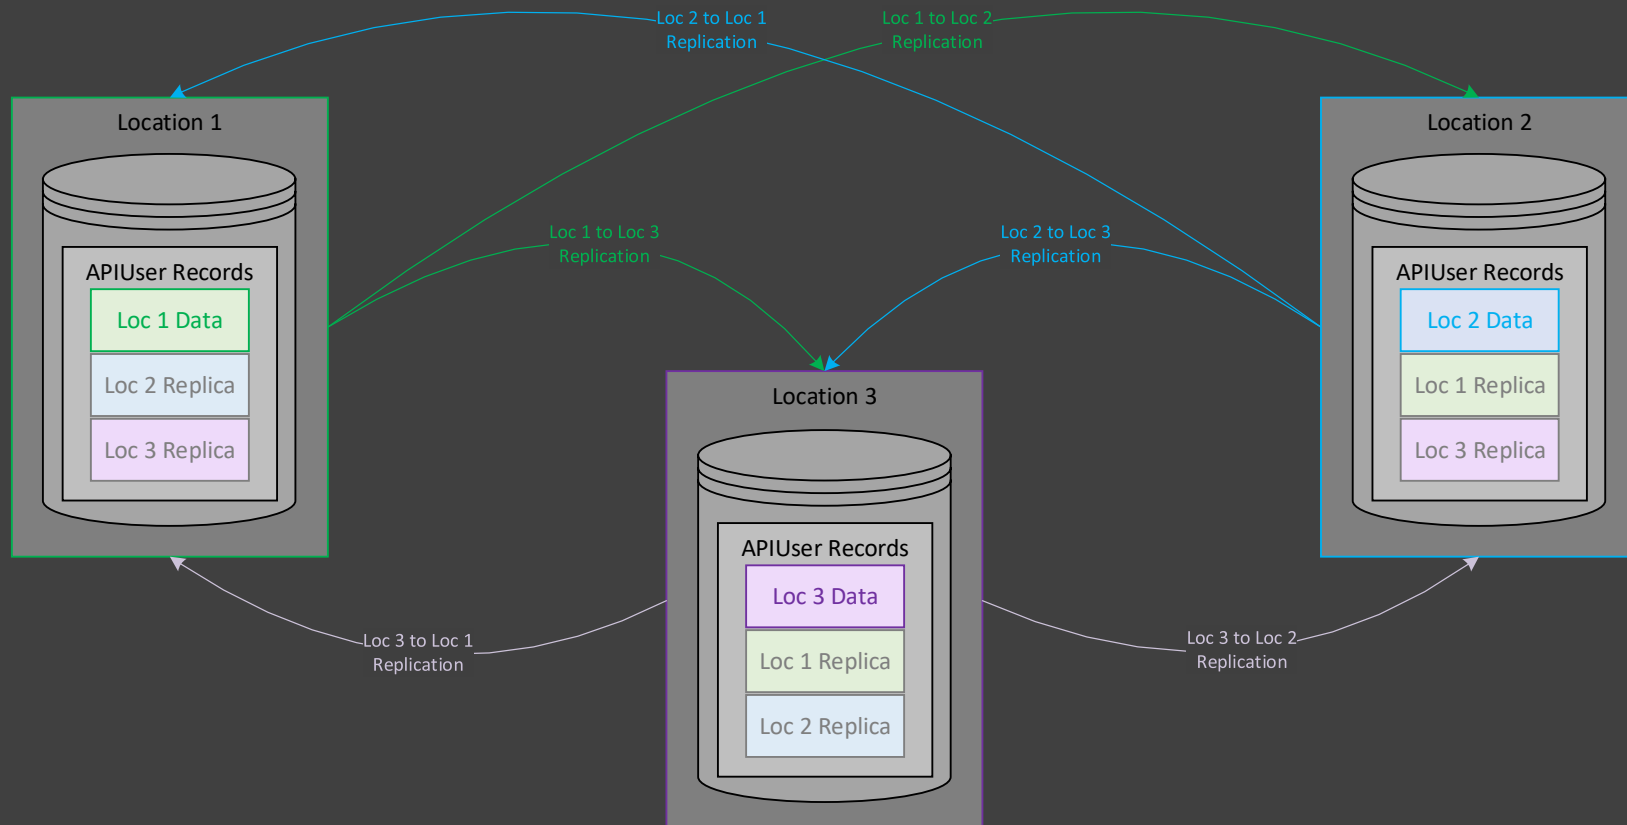 Loc 2 to Loc 1
Replication
Loc 1 to Loc 2
Replication
Location 1
APIUser Records
Loc 1 Data
Loc 2 Replica
Loc 3 Replica
Loc 1 to Loc 3
Replication
Loc 2 to Loc 3
Replication
Location 2
APIUser Records
Loc 2 Data
Loc 1 Replica
Loc 3 Replica
Location 3
APIUser Records
Loc 3 Data
Loc 1 Replica
Loc 2 Replica
Loc 3 to Loc 1
Replication
Loc 3 to Loc 2
Replication